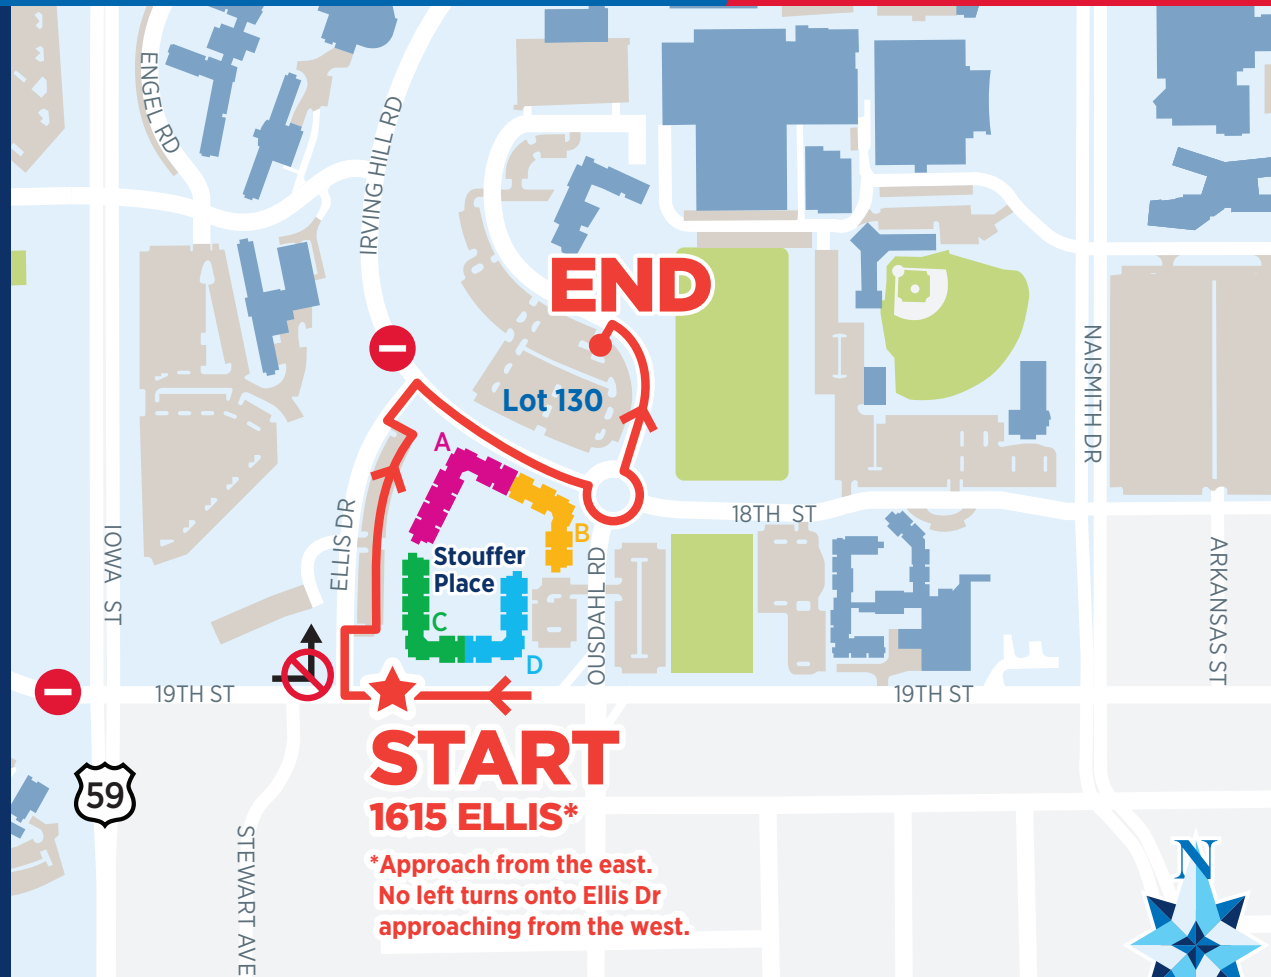 ENGEL RD
IRVING HILL RD
END
Lot 130
NAISMITH DR
A
B
18TH ST
Stouffer
Place
C
D
ELLIS DR
IOWA ST
OUSDAHL RD
ARKANSAS ST
19TH ST
19TH ST
START
1615 ELLIS*
*Approach from the east.
No left turns onto Ellis Dr
approaching from the west.
59
STEWART AVE
N